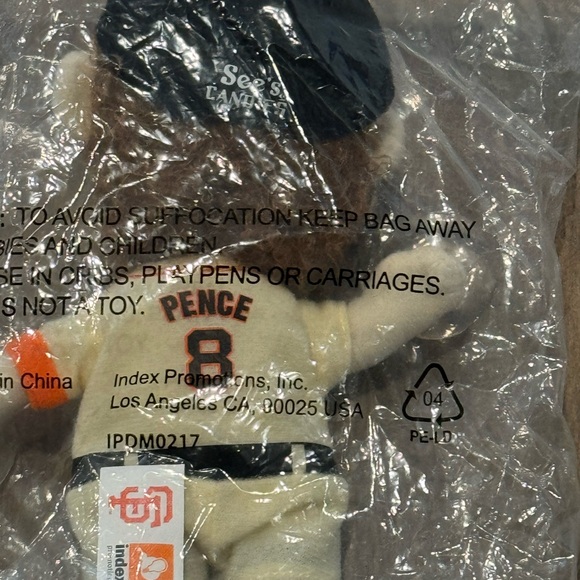 See's
CANDIES
: TO AVOID SUFFOCATION KEEP BAG AWAY
BIES AND CHILDREN
SE IN CRIBS, PLAYPENS OR CARRIAGES.
S NOT A TOY.
PENCE
8
in China
Index Promotions, Inc.
Los Angeles CA, 90025 USA
04
PE-LD
IPDM0217
SF
index